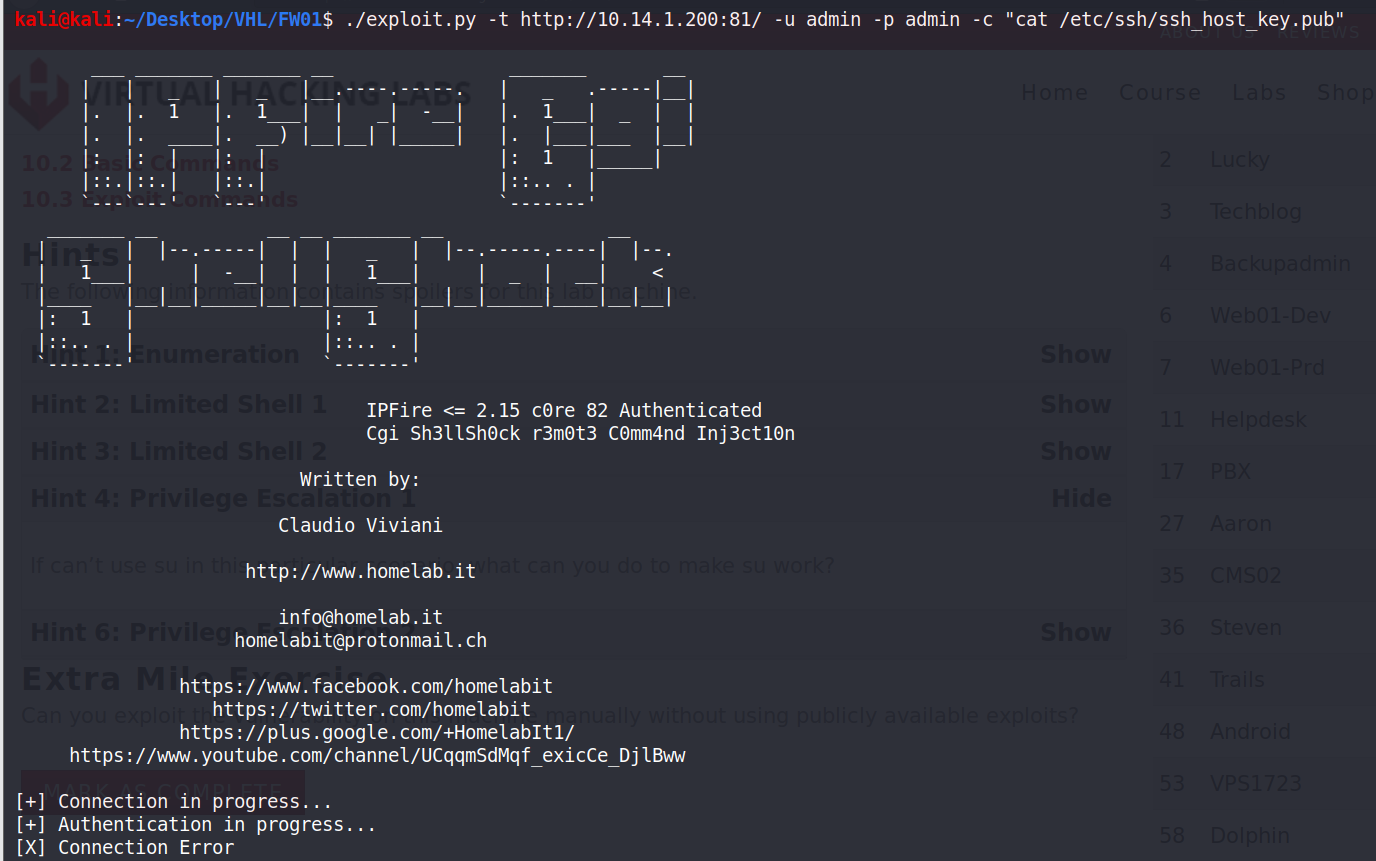 kali@kali:~/Desktop/VHL/FW01$ ./exploit.py -t http://10.14.1.200:81/ -u admin -p admin -c "cat /etc/ssh/ssh_host_key.pub"
ABOUT US REVIEWS
VIRTUAL HACKING LABS
Home Course Labs Shop
10.2 Basic Commands
10.3 Exploit Commands
2 Lucky
3 Techblog
Hints
4 Backupadmin
The following information contains spoilers for this lab machine.
6 Web01-Dev
Hint 1: Enumeration Show
7 Web01-Prd
Hint 2: Limited Shell 1 Show
IPFire <= 2.15 c0re 82 Authenticated
11 Helpdesk
Cgi Sh3llSh0ck r3m0t3 C0mm4nd Inj3ct10n
Hint 3: Limited Shell 2 Show
17 PBX
Written by:
Hint 4: Privilege Escalation 1 Hide
Claudio Viviani
27 Aaron
If can't use su in this what can you do to make su work?
http://www.homelab.it
35 CMS02
info@homelab.it
36 Steven
Hint 6: Privilege Show
homelabit@protonmail.ch
Extra Mile Exercise
41 Trails
https://www.facebook.com/homelabit
https://twitter.com/homelabit
Can you exploit the manually without using publicly available exploits?
https://plus.google.com/+HomelabIt1/
48 Android
https://www.youtube.com/channel/UCqqmSdMqf_exicCe_DjlBww
53 VPS1723
MARK AS COMPLETE
[+] Connection in progress...
[+] Authentication in progress...
58 Dolphin
[X] Connection Error